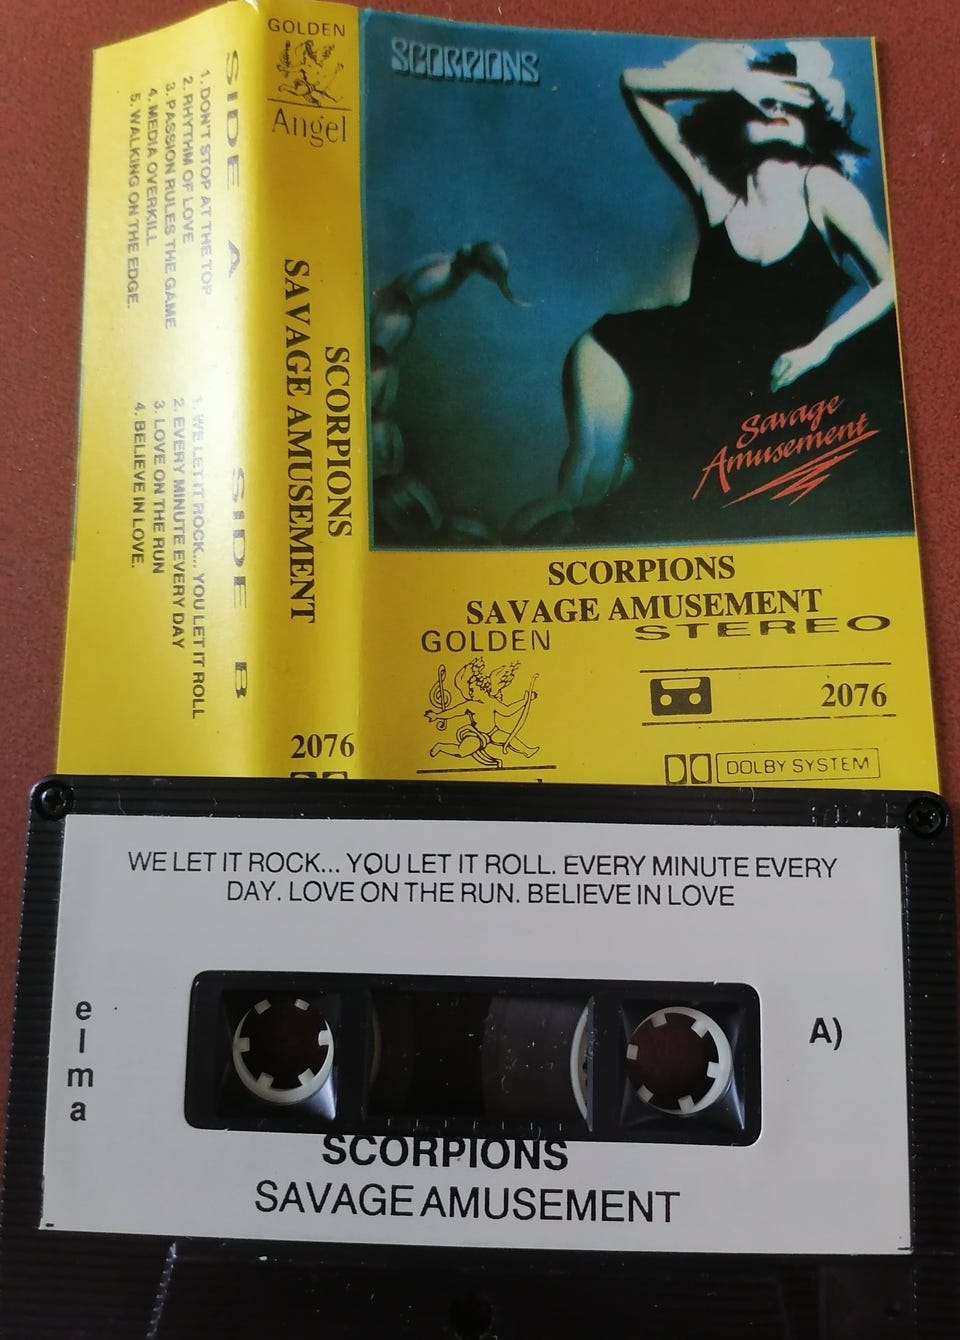 GOLDEN
Angel
SIDE A
1. DON'T STOP AT THE TOP
2. RHYTHM OF LOVE
3. PASSION RULES THE GAME
4. MEDIA OVERKILL
5. WALKING ON THE EDGE.
SIDE B
1. WE LET IT ROCK... YOU LET IT ROLL
2. EVERY MINUTE EVERY DAY
3. LOVE ON THE RUN
4. BELIEVE IN LOVE.
SCORPIONS
SAVAGE AMUSEMENT
2076
SCORPIONS
Savage
Amusement
SCORPIONS
SAVAGE AMUSEMENT
STEREO
GOLDEN
2076
DOLBY SYSTEM
WE LET IT ROCK... YOU LET IT ROLL. EVERY MINUTE EVERY
DAY. LOVE ON THE RUN. BELIEVE IN LOVE
elma
A)
SCORPIONS
SAVAGE AMUSEMENT